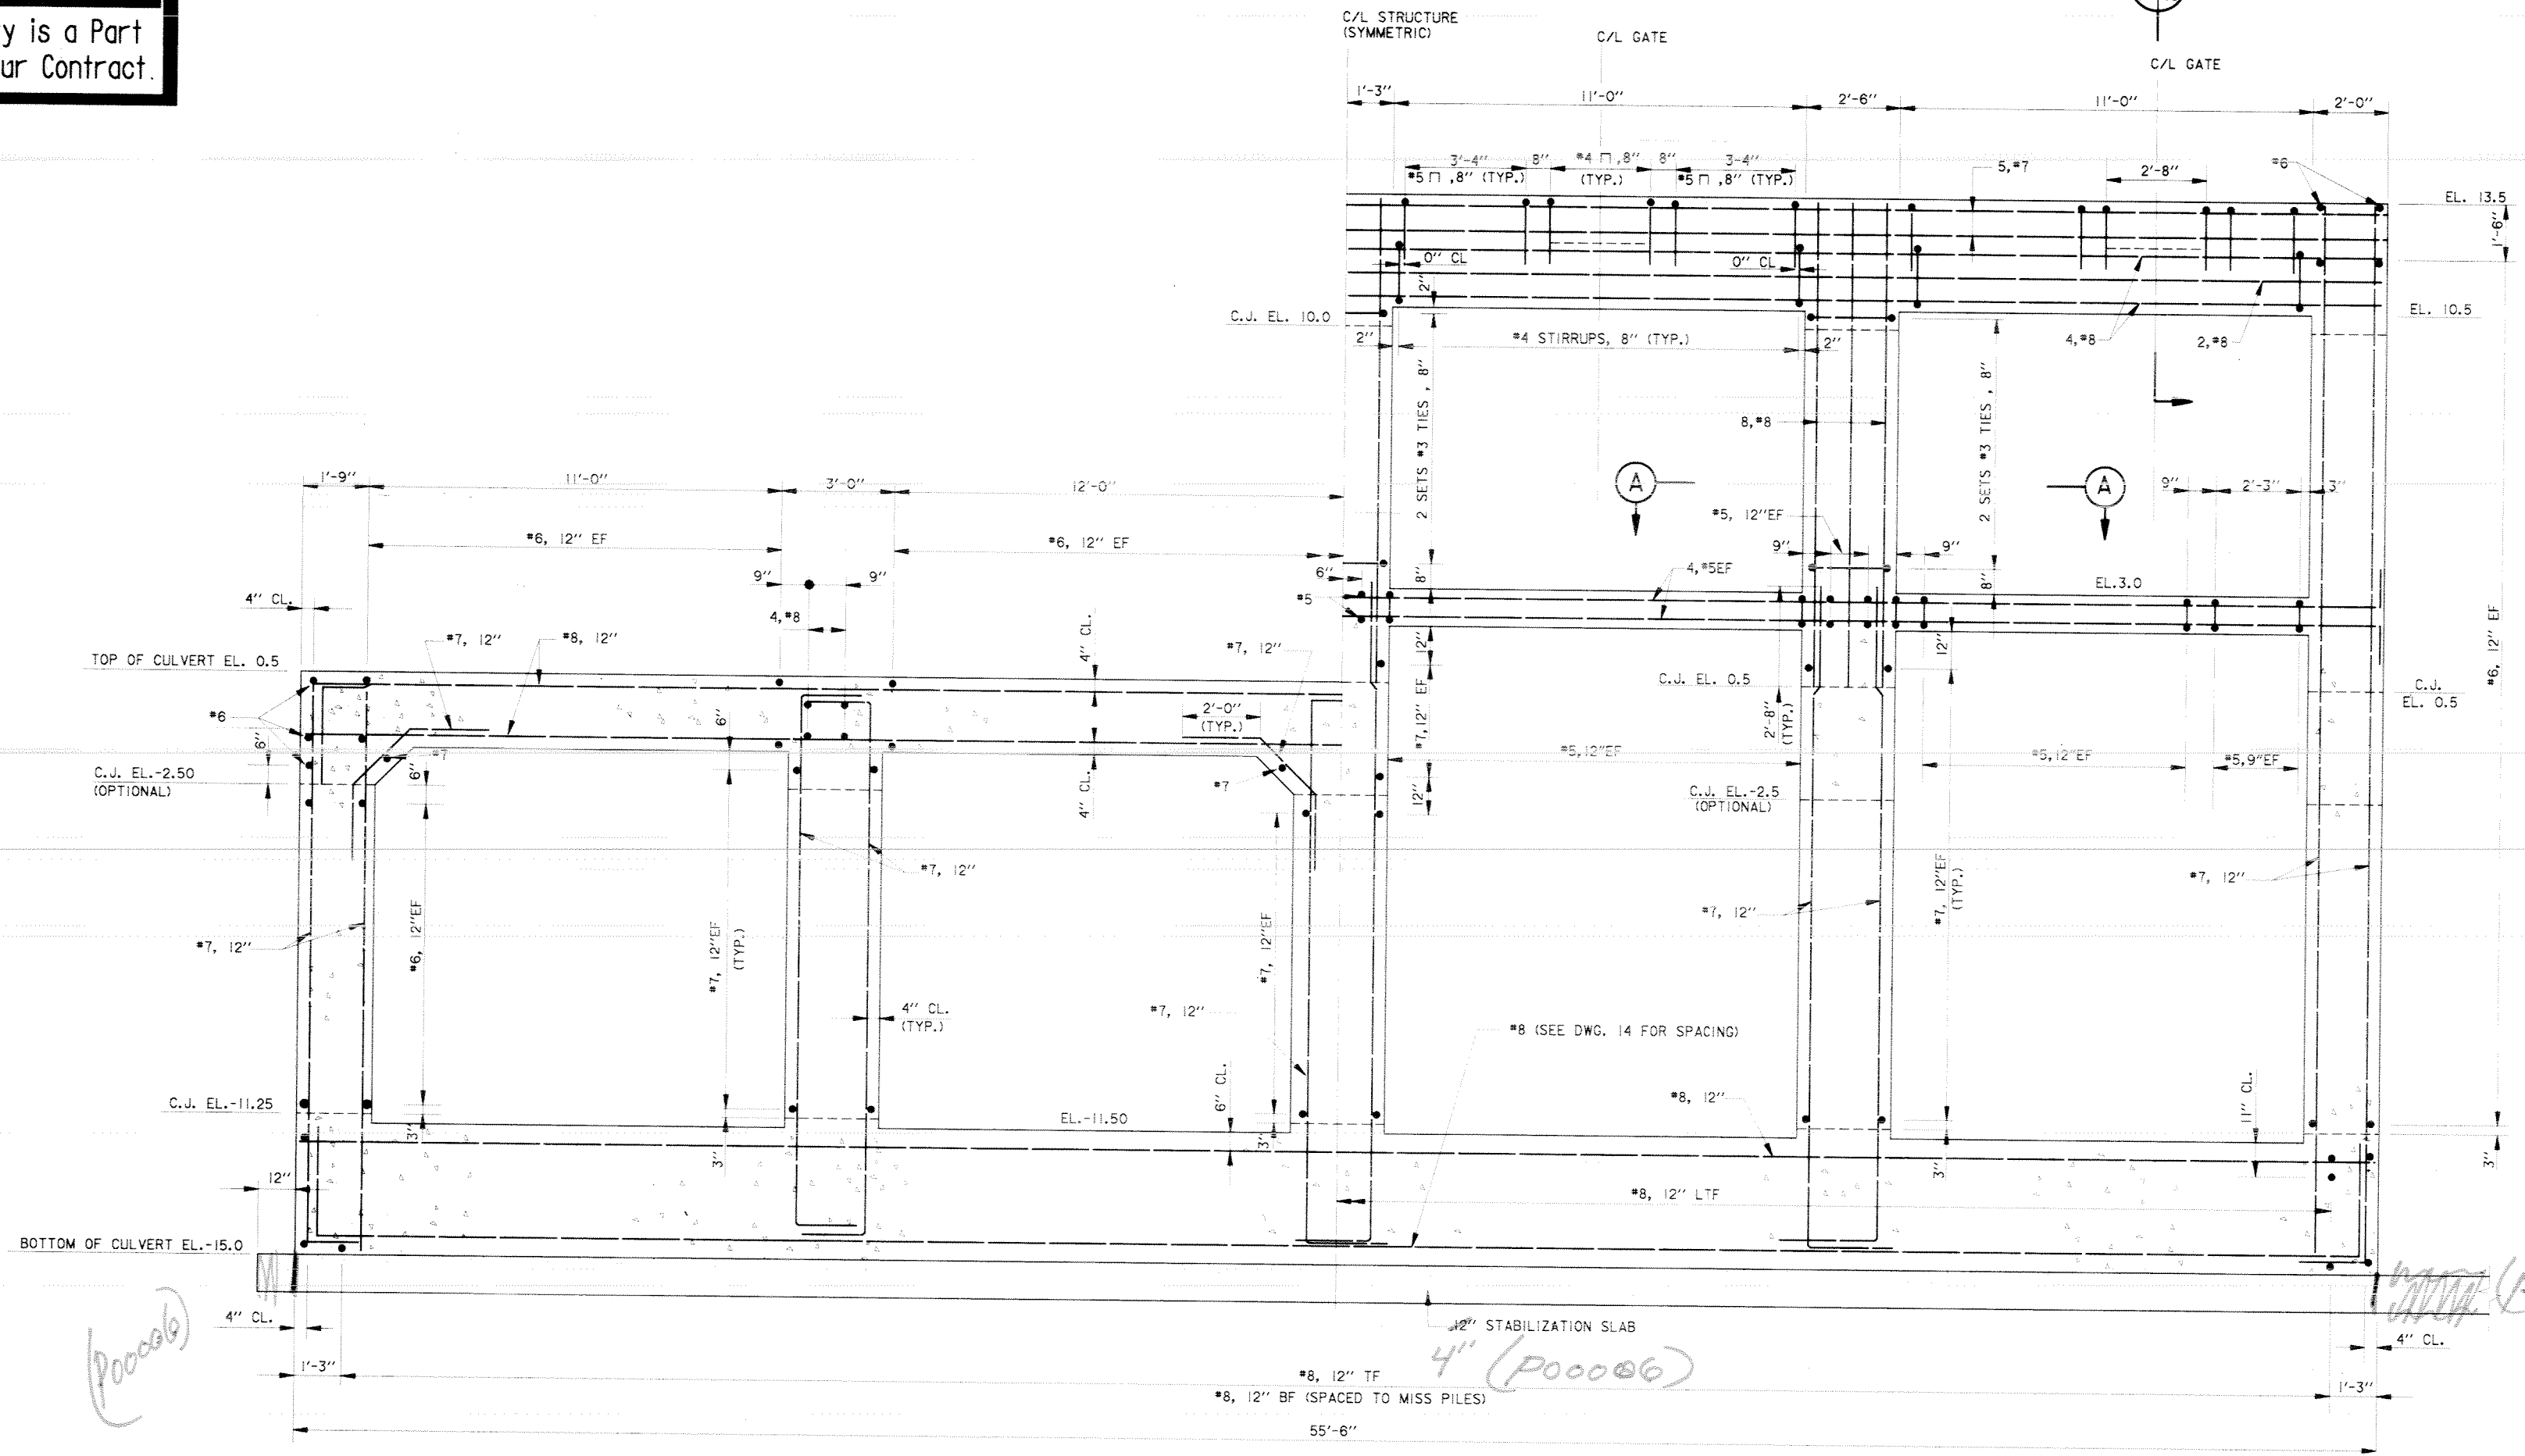 y is a Part
ur Contract.
C/L STRUCTURE
(SYMMETRIC)
C/L GATE
C/L GATE
1'-3"
11'-0"
2'-6"
11'-0"
2'-0"
3'-4"
8"
#4 ⊓ ,8"
8"
3-4"
#5 ⊓ ,8" (TYP.)
(TYP.)
#5 ⊓ ,8" (TYP.)
5,#7
2'-8"
#6
EL. 13.5
1'-6"
0" CL
0" CL
2"
C.J. EL. 10.0
EL. 10.5
2"
#4 STIRRUPS, 8" (TYP.)
2"
4,#8
2,#8
2 SETS #3 TIES , 8"
2 SETS #3 TIES , 8"
8,#8
A
A
1'-9"
11'-0"
3'-0"
12'-0"
9"
2'-3"
3"
#6, 12" EF
#6, 12" EF
#5, 12"EF
9"
9"
9"
9"
6"
8"
4,#5EF
8"
EL.3.0
4" CL.
4,#8
#5
#6, 12" EF
#7, 12"
#8, 12"
4" CL.
#7, 12"
12"
12"
TOP OF CULVERT EL. 0.5
C.J. EL. 0.5
C.J.
EL. 0.5
#6
6"
2'-0"
(TYP.)
#7,12" EF
2'-8"
(TYP.)
6"
#7
6"
#5,12"EF
#5,12"EF
#5,9"EF
C.J. EL.-2.50
(OPTIONAL)
4" CL.
#7
12"
C.J. EL.-2.5
(OPTIONAL)
#7, 12"
#7, 12"
#7, 12"
#7, 12"
#6, 12"EF
#7, 12"EF
(TYP.)
#7, 12"EF
#7, 12"EF
(TYP.)
4" CL.
(TYP.)
#7, 12"
#8 (SEE DWG. 14 FOR SPACING)
C.J. EL.-11.25
EL.-11.50
6" CL.
#8, 12"
11" CL.
3"
3"
3"
3"
3"
12"
#8, 12" LTF
BOTTOM OF CULVERT EL.-15.0
(P00006)
4" CL.
12" STABILIZATION SLAB
4" (P00006)
4" CL.
1'-3"
#8, 12" TF
1'-3"
#8, 12" BF (SPACED TO MISS PILES)
55'-6"